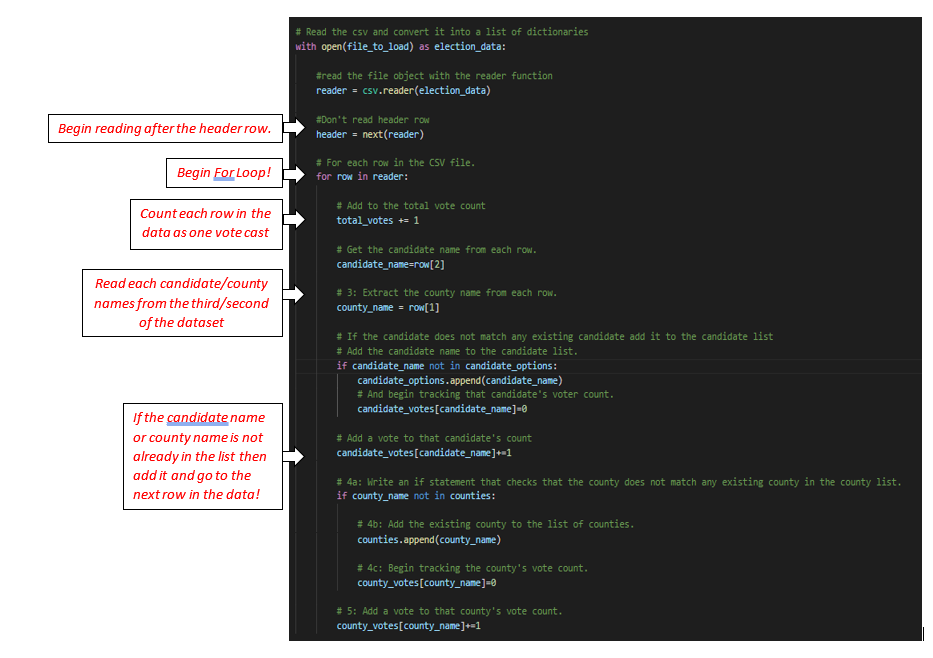 # Read the csv and convert it into a list of dictionaries
with open(file_to_load) as election_data:
#read the file object with the reader function
reader = csv.reader(election_data)
#Don't read header row
header = next(reader)
# For each row in the CSV file.
for row in reader:
# Add to the total vote count
total_votes += 1
# Get the candidate name from each row.
candidate_name=row[2]
# 3: Extract the county name from each row.
county_name = row[1]
# If the candidate does not match any existing candidate add it to the candidate list
# Add the candidate name to the candidate list.
if candidate_name not in candidate_options:
candidate_options.append(candidate_name)
# And begin tracking that candidate's voter count.
candidate_votes[candidate_name]=0
# Add a vote to that candidate's count
candidate_votes[candidate_name]+=1
# 4a: Write an if statement that checks that the county does not match any existing county in the county list.
if county_name not in counties:
# 4b: Add the existing county to the list of counties.
counties.append(county_name)
# 4c: Begin tracking the county's vote count.
county_votes[county_name]=0
# 5: Add a vote to that county's vote count.
county_votes[county_name]+=1
Begin reading after the header row.
Begin For Loop!
Count each row in the
data as one vote cast
Read each candidate/county
names from the third/second
of the dataset
If the candidate name
or county name is not
already in the list then
add it and go to the
next row in the data!